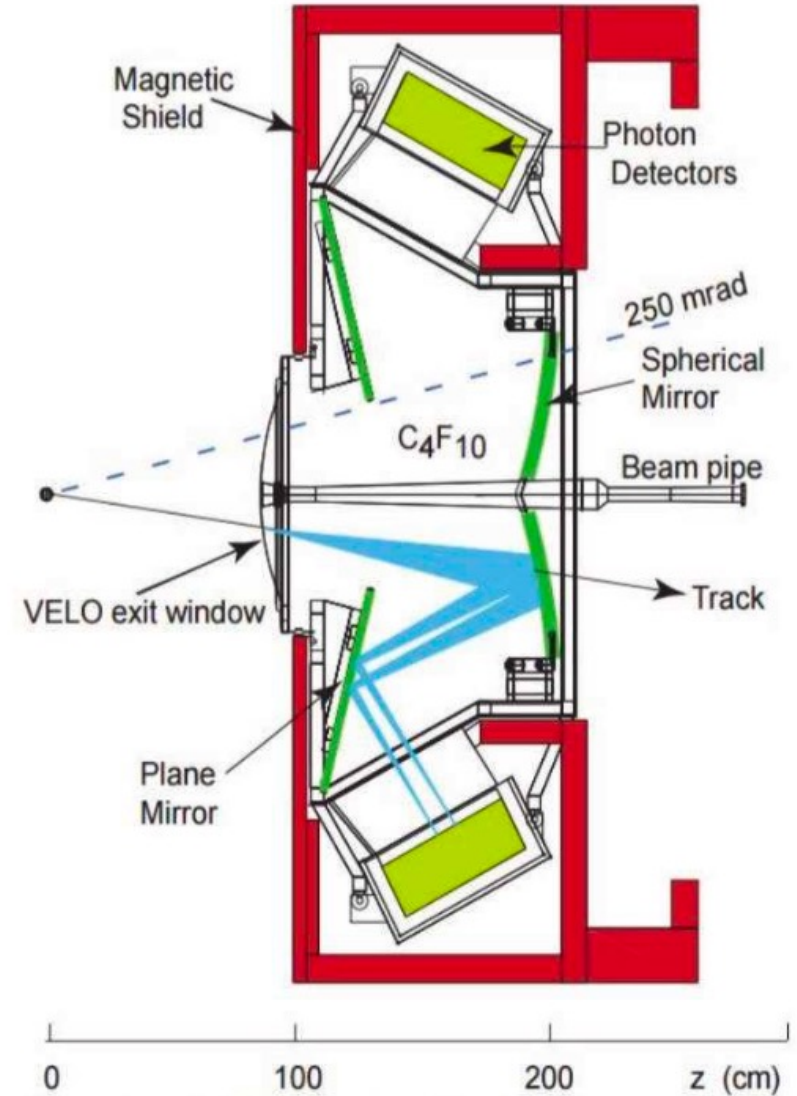 Magnetic
Shield
Photon
Detectors
250 mrad
Spherical
Mirror
C4F10
Beam pipe
VELO exit window
Track
Plane
Mirror
0 100 200 z (cm)